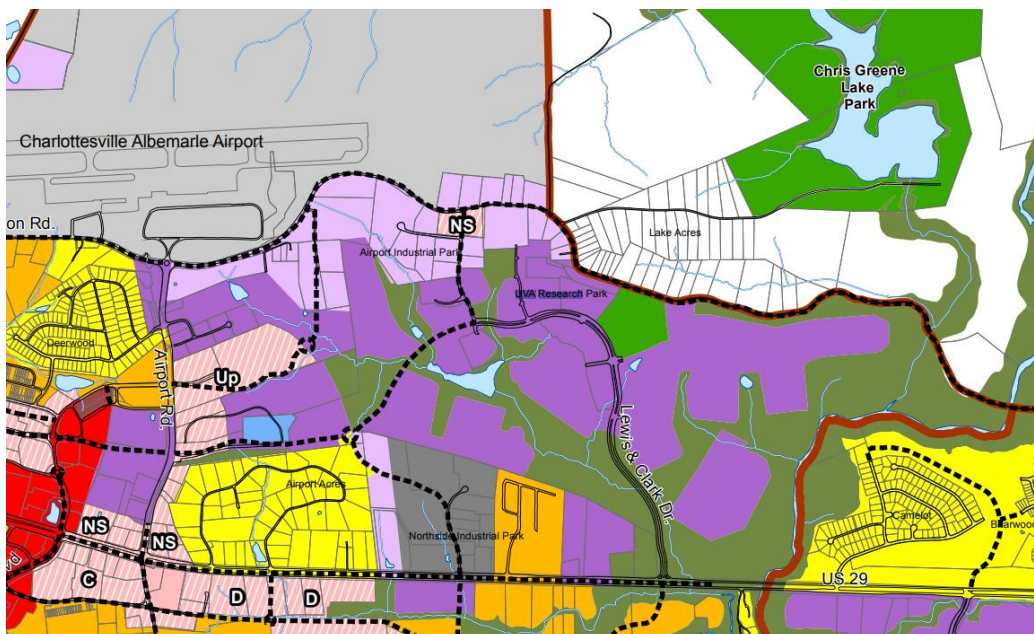 Chris Greene
Lake
Park
Charlottesville Albemarle Airport
on Rd.
NS
Lake Acres
Airport Industrial Park
UVA Research Park
Deerwood
Airport Rd.
Up
Lewis & Clark Dr.
Airport Acres
Camelot
Briarwood
NS
NS
Northside Industrial Park
vd
C
D
D
US 29